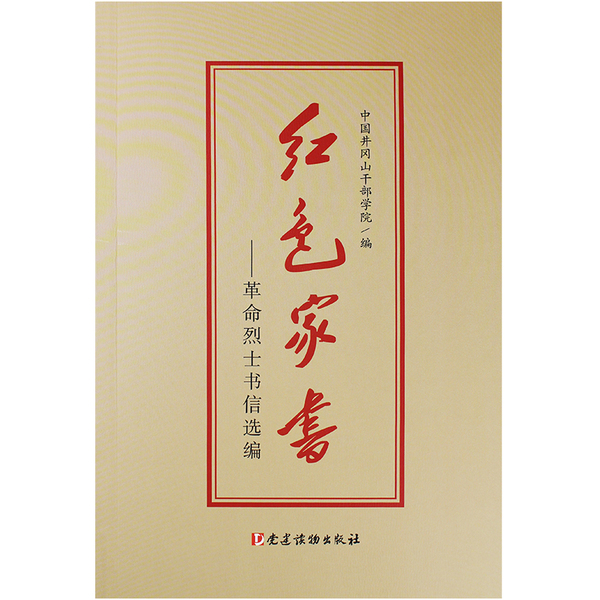 中国井冈山干部学院/编
红色家书
——革命烈士书信选编
党建读物出版社